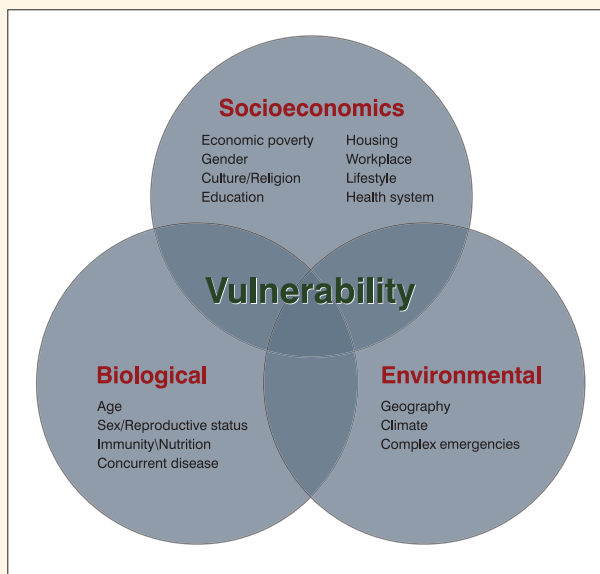 Socioeconomics
Economic poverty
Gender
Culture/Religion
Education
Housing
Workplace
Lifestyle
Health system
Vulnerability
Biological
Age
Sex/Reproductive status
Immunity\Nutrition
Concurrent disease
Environmental
Geography
Climate
Complex emergencies